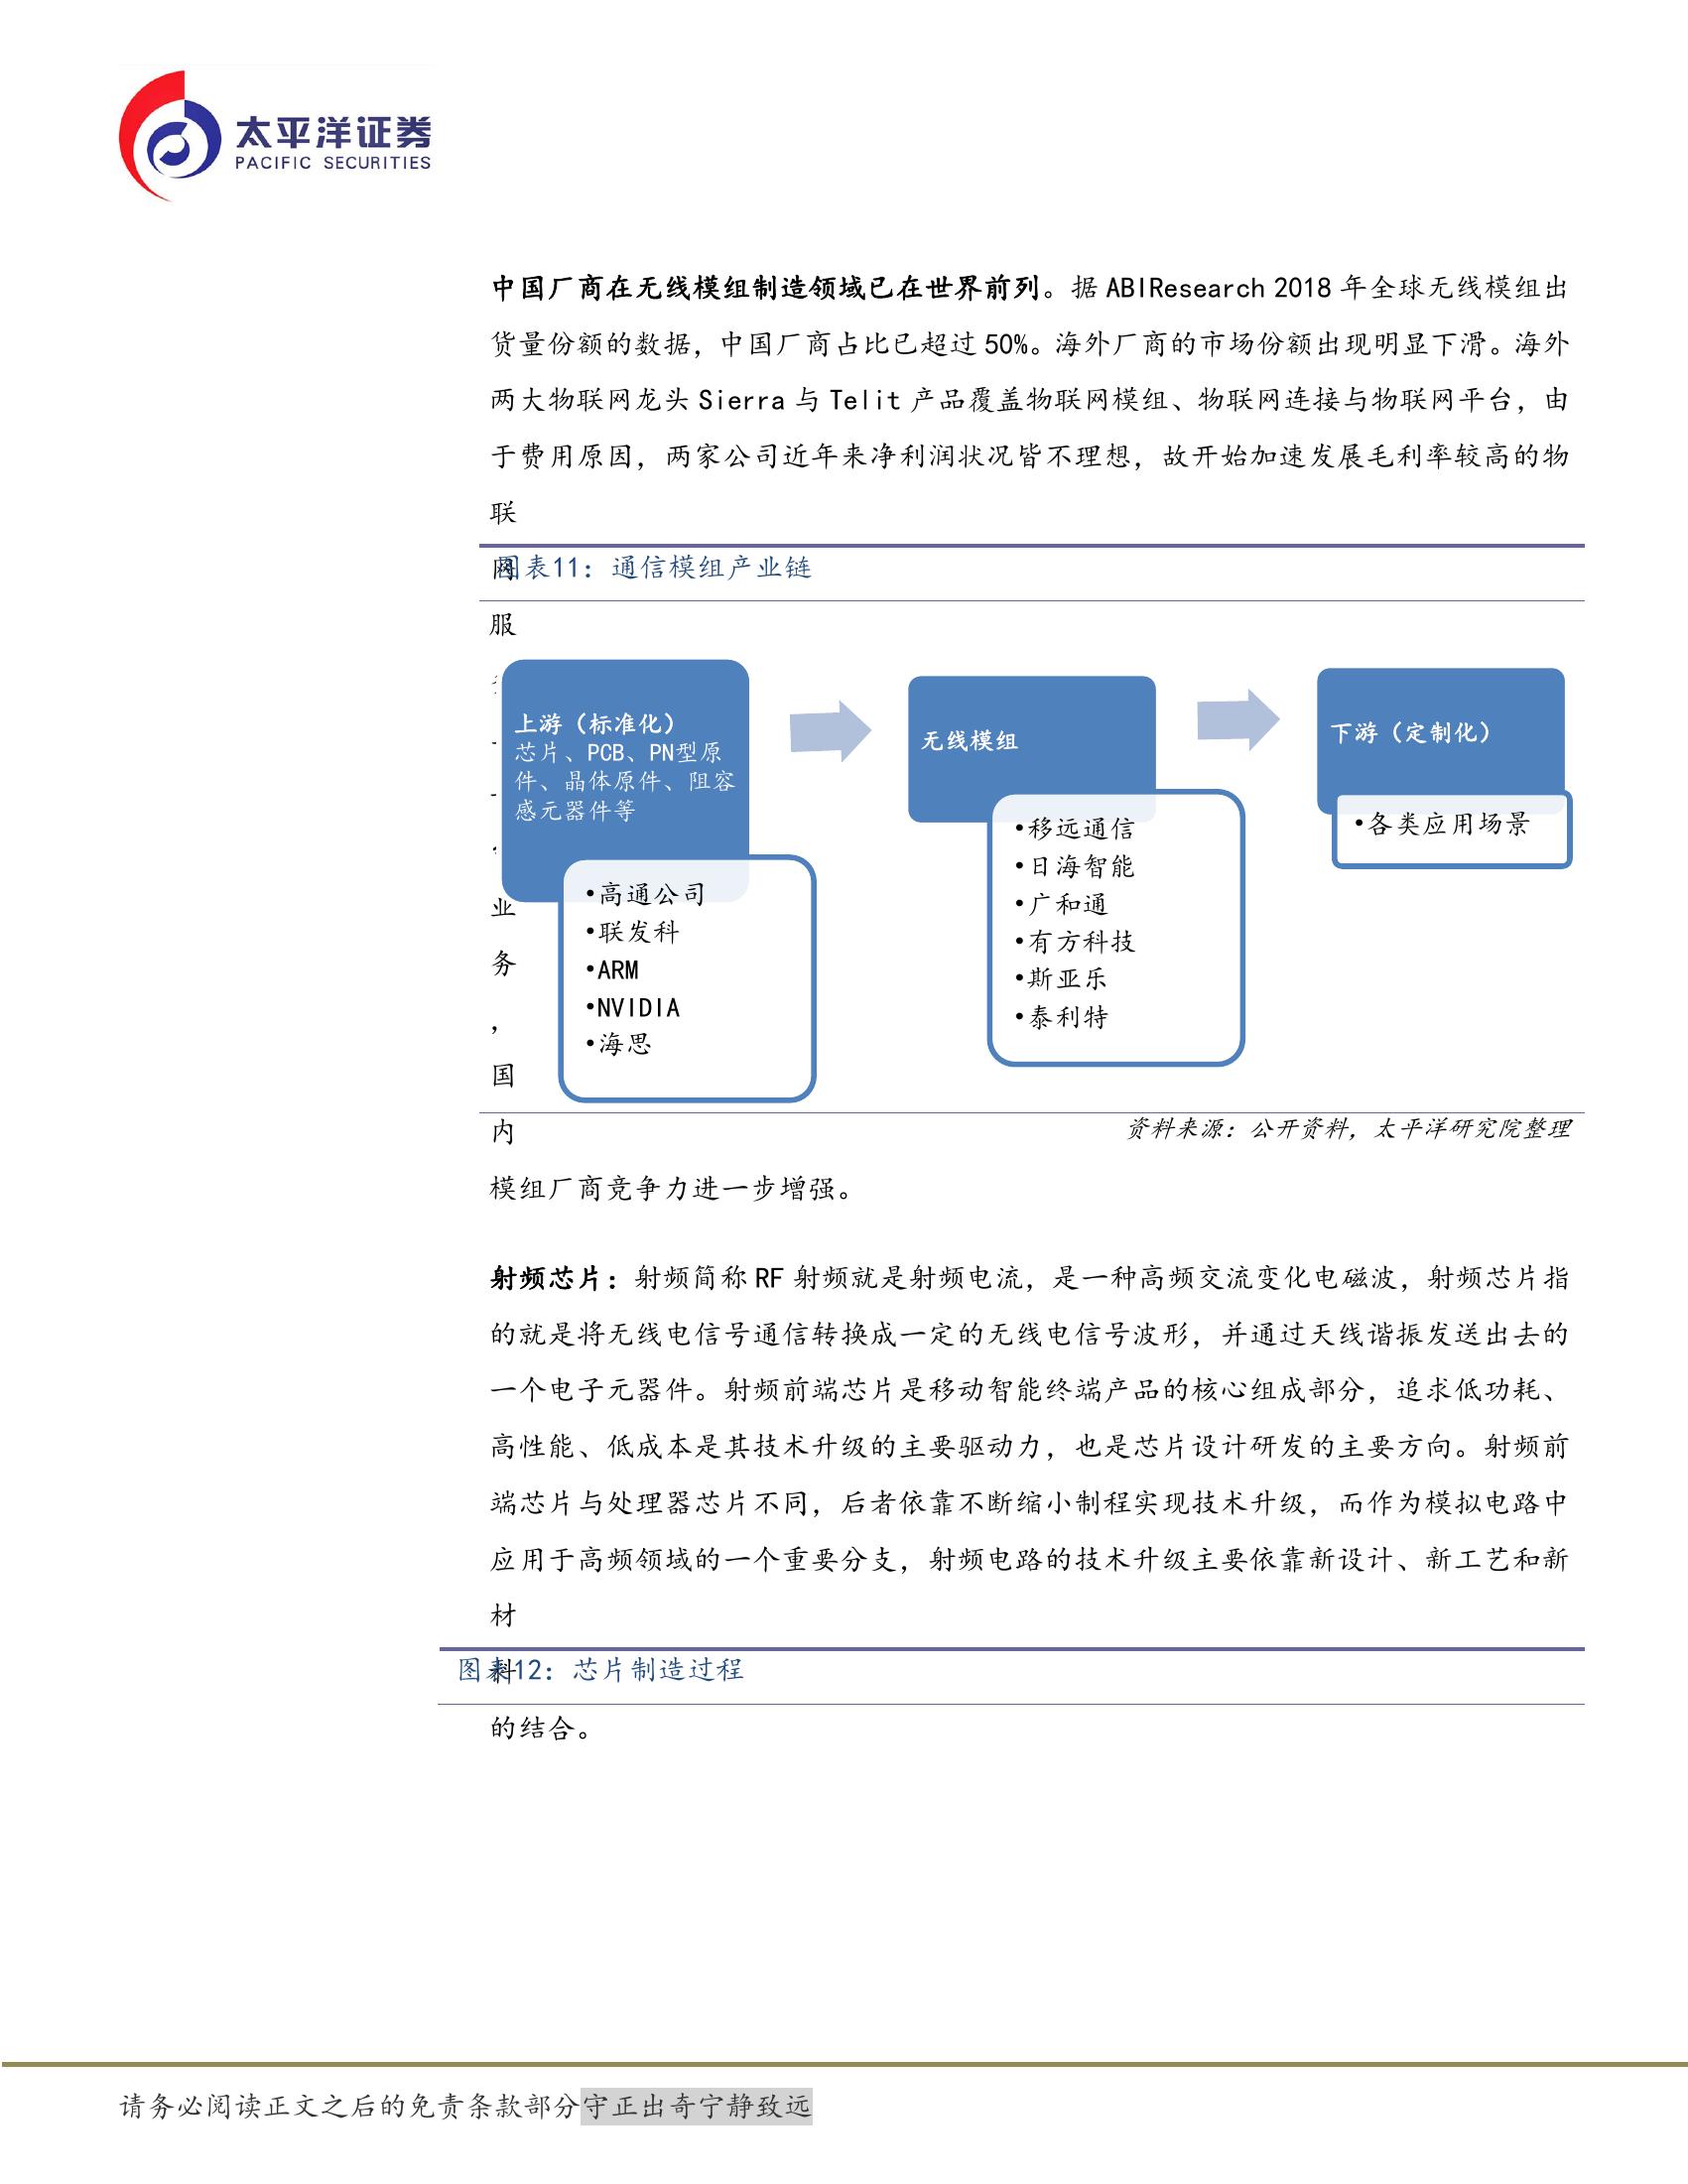 太平洋证券
PACIFIC SECURITIES
中国厂商在无线模组制造领域已在世界前列。据 ABIResearch 2018 年全球无线模组出
货量份额的数据，中国厂商占比已超过 50%。海外厂商的市场份额出现明显下滑。海外
两大物联网龙头 Sierra 与 Telit 产品覆盖物联网模组、物联网连接与物联网平台，由
于费用原因，两家公司近年来净利润状况皆不理想，故开始加速发展毛利率较高的物
联
网
图表11：通信模组产业链
服
上游（标准化）
芯片、PCB、PN型原
件、晶体原件、阻容
感元器件等
•高通公司
•联发科
•ARM
•NVIDIA
•海思
无线模组
•移远通信
•日海智能
•广和通
•有方科技
•斯亚乐
•泰利特
下游（定制化）
•各类应用场景
业
务
，
国
内
资料来源：公开资料，太平洋研究院整理
模组厂商竞争力进一步增强。
射频芯片：射频简称 RF 射频就是射频电流，是一种高频交流变化电磁波，射频芯片指
的就是将无线电信号通信转换成一定的无线电信号波形，并通过天线谐振发送出去的
一个电子元器件。射频前端芯片是移动智能终端产品的核心组成部分，追求低功耗、
高性能、低成本是其技术升级的主要驱动力，也是芯片设计研发的主要方向。射频前
端芯片与处理器芯片不同，后者依靠不断缩小制程实现技术升级，而作为模拟电路中
应用于高频领域的一个重要分支，射频电路的技术升级主要依靠新设计、新工艺和新
材
料
图表12：芯片制造过程
的结合。
请务必阅读正文之后的免责条款部分守正出奇宁静致远